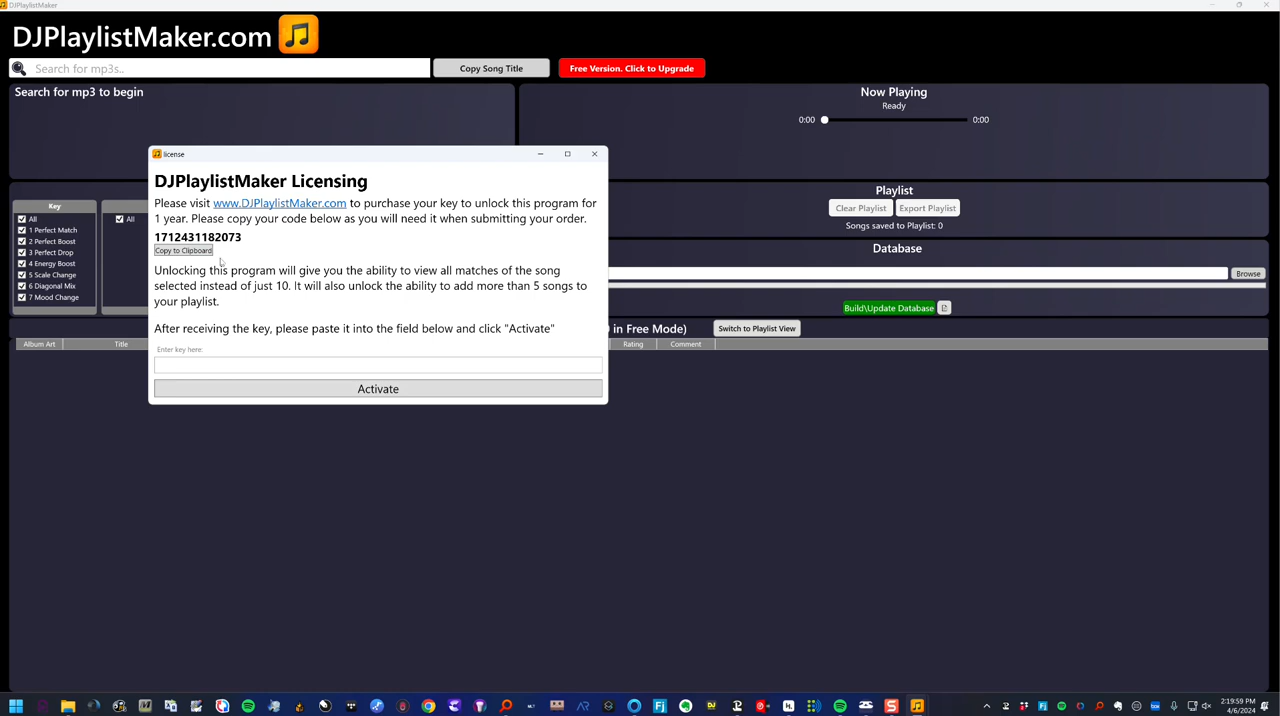 DJPlaylistMaker
DJPlaylistMaker.com
Search for mp3s..
Copy Song Title
Free Version. Click to Upgrade
Search for mp3 to begin
Now Playing
Ready
0:00
0:00
license
DJPlaylistMaker Licensing
Please visit www.DJPlaylistMaker.com to purchase your key to unlock this program for
1 year. Please copy your code below as you will need it when submitting your order.
1712431182073
Copy to Clipboard
Unlocking this program will give you the ability to view all matches of the song
selected instead of just 10. It will also unlock the ability to add more than 5 songs to
your playlist.
After receiving the key, please paste it into the field below and click "Activate"
Enter key here:
Activate
Key
All
1 Perfect Match
2 Perfect Boost
3 Perfect Drop
4 Energy Boost
5 Scale Change
6 Diagonal Mix
7 Mood Change
All
Playlist
Clear Playlist
Export Playlist
Songs saved to Playlist: 0
Database
Browse
Build\Update Database
in Free Mode)
Switch to Playlist View
Album Art
Title
Rating
Comment
2:19:59 PM
4/6/2024